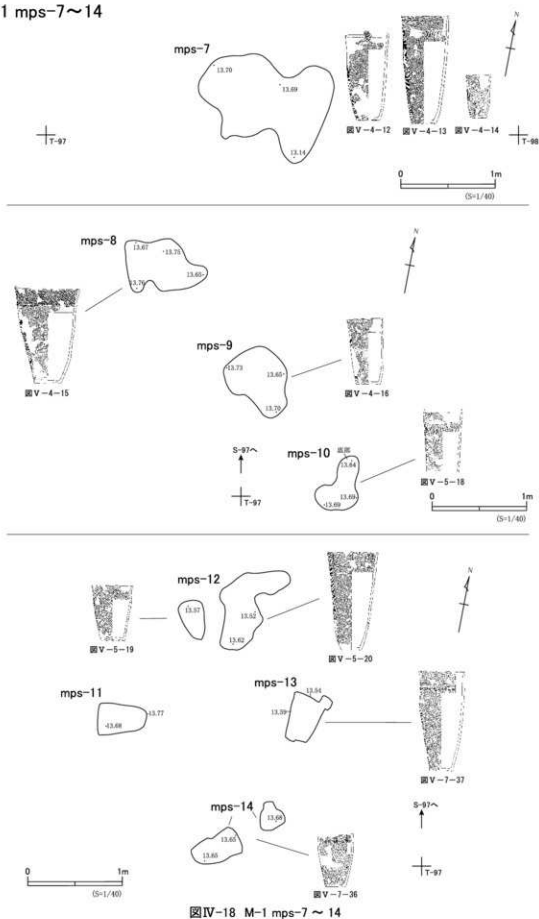 1 mps-7～14
mps-7
13.70
13.69
13.14
図Ⅴ-4-12
図Ⅴ-4-13
図Ⅴ-4-14
N
T-97
T-98
0 1m
(S=1/40)
mps-8
13.67
13.75
13.76
13.65
図Ⅴ-4-15
N
mps-9
13.73
13.65
13.70
図Ⅴ-4-16
S-97へ
T-97
mps-10
底部
13.64
13.69
13.69
図Ⅴ-5-18
0 1m
(S=1/40)
mps-12
13.57
13.52
13.62
図Ⅴ-5-19
図Ⅴ-5-20
N
mps-11
13.77
13.68
mps-13
13.54
13.59
図Ⅴ-7-37
mps-14
13.68
13.65
13.65
図Ⅴ-7-36
S-97へ
T-97
0 1m
(S=1/40)
図Ⅳ-18 M-1 mps-7 ～ 14